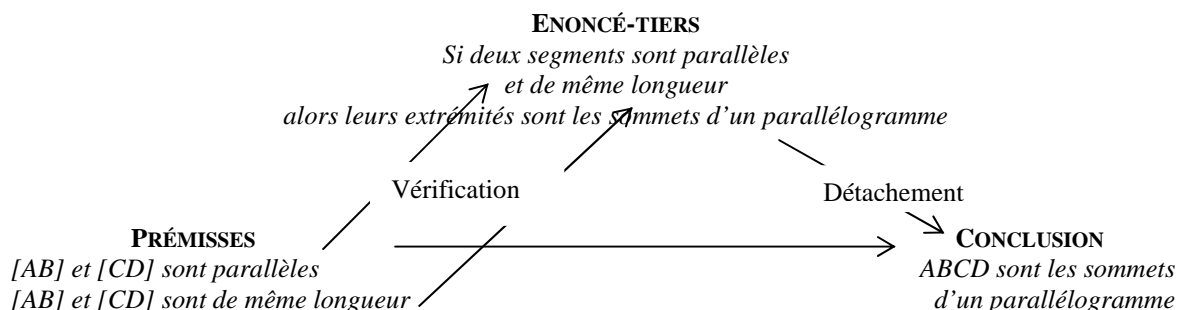 ENONCÉ-TIERS
Si deux segments sont parallèles
et de même longueur
alors leurs extrémités sont les sommets d'un parallélogramme
Vérification
Détachement
PRÉMISSES
[AB] et [CD] sont parallèles
[AB] et [CD] sont de même longueur
CONCLUSION
ABCD sont les sommets
d'un parallélogramme